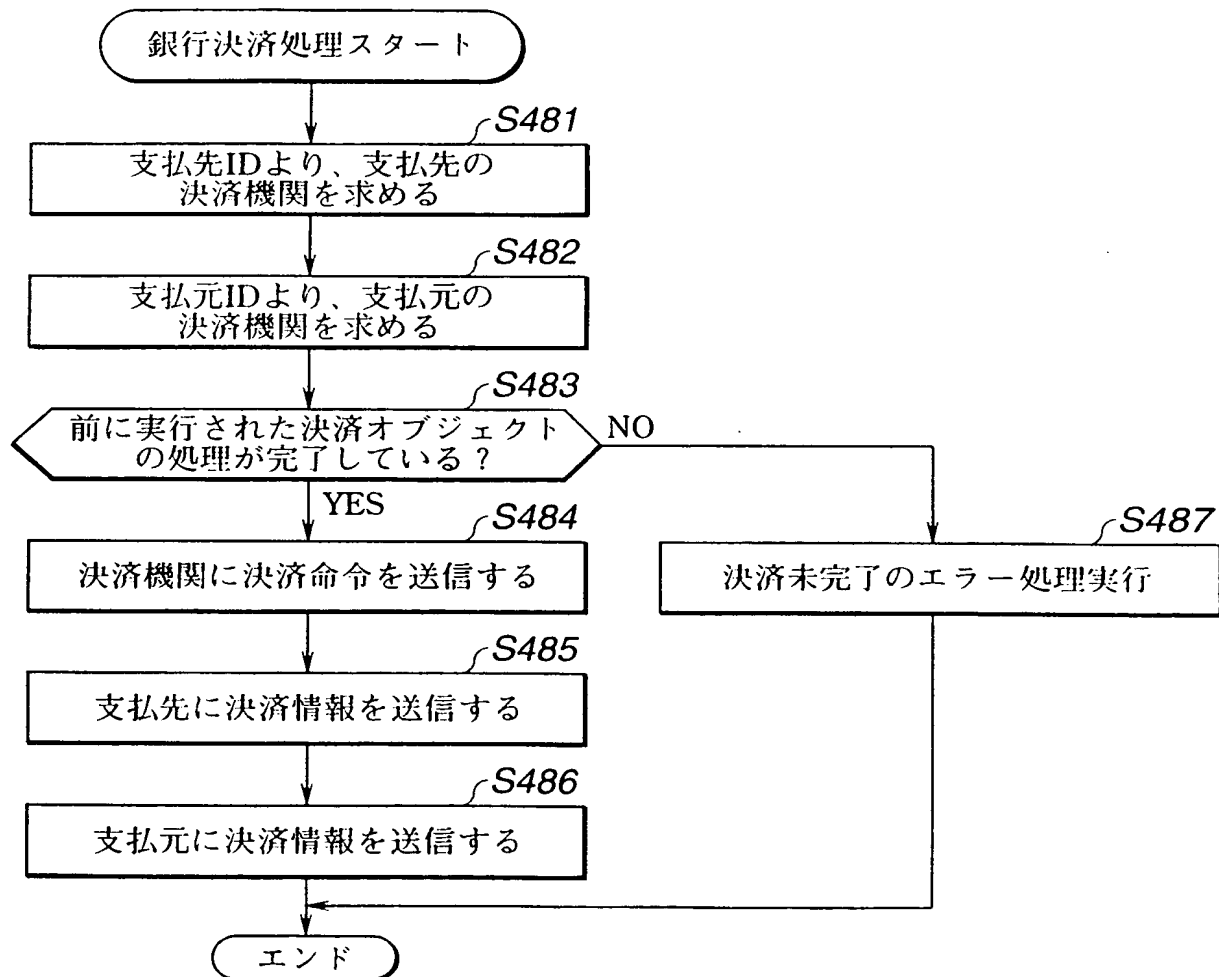 銀行決済処理スタート
S481
支払先IDより、支払先の
決済機関を求める
S482
支払元IDより、支払元の
決済機関を求める
S483
前に実行された決済オブジェクト
の処理が完了している?
NO
YES
S484
決済機関に決済命令を送信する
S487
決済未完了のエラー処理実行
S485
支払先に決済情報を送信する
S486
支払元に決済情報を送信する
エンド